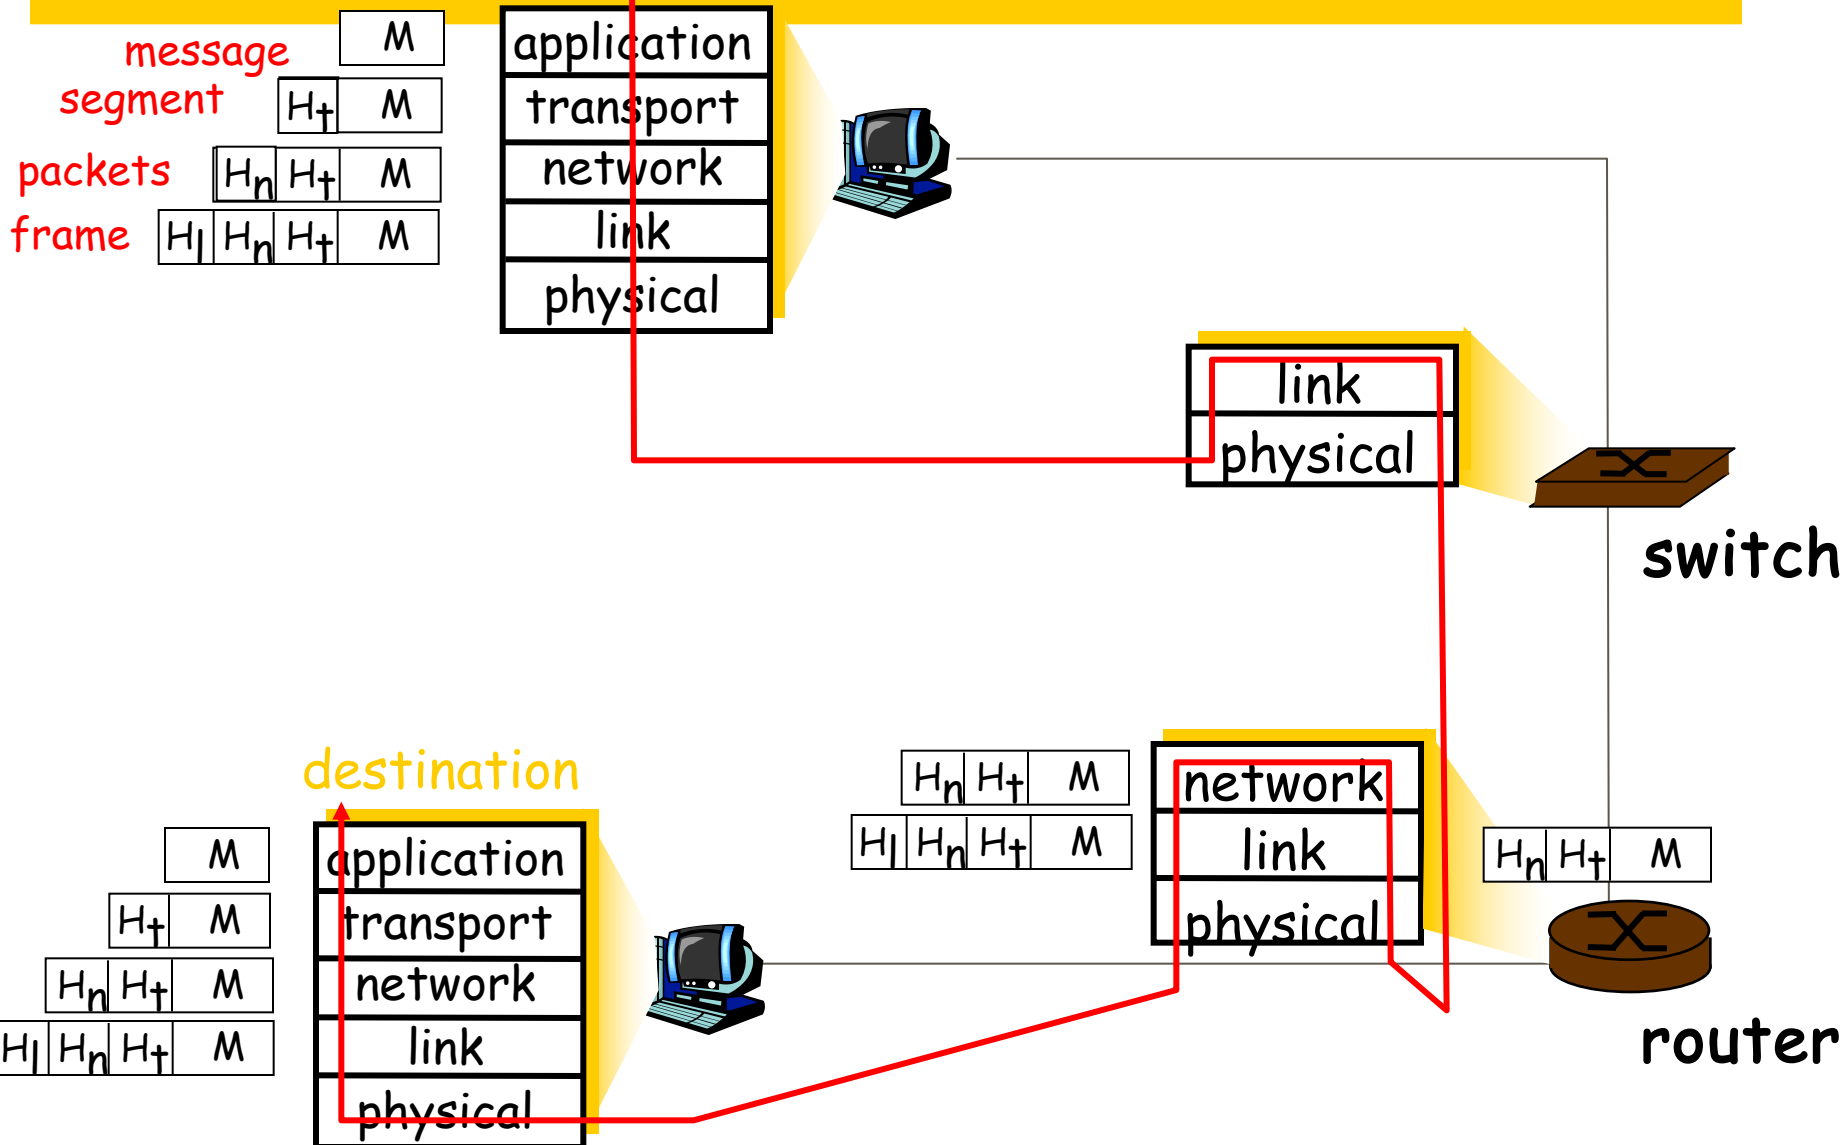 message
M
segment
Ht M
packets
Hn Ht M
frame
Hl Hn Ht M
application
transport
network
link
physical
link
physical
switch
destination
M
Ht M
Hn Ht M
Hl Hn Ht M
application
transport
network
link
physical
Hn Ht M
Hl Hn Ht M
network
link
physical
Hn Ht M
router